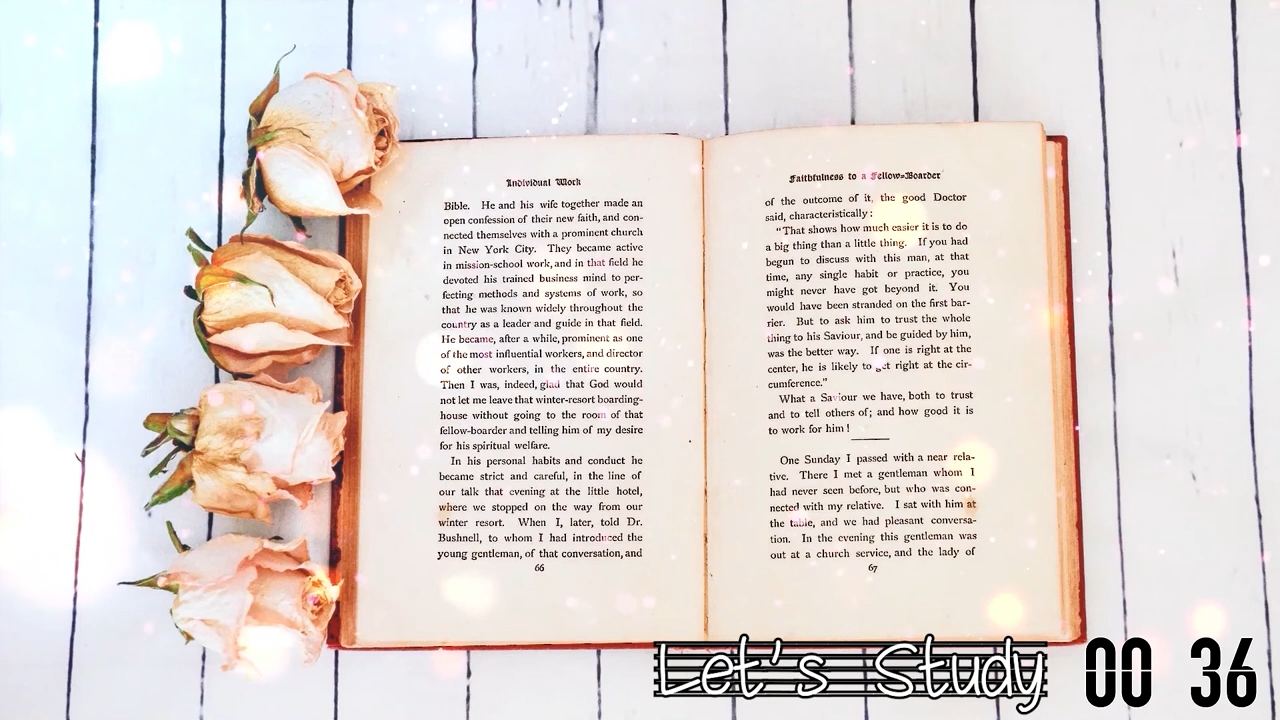 Individual Work
Bible. He and his wife together made an
open confession of their new faith, and con-
nected themselves with a prominent church
in New York City. They became active
in mission-school work, and in that field he
devoted his trained business mind to per-
fecting methods and systems of work, so
that he was known widely throughout the
country as a leader and guide in that field.
He became, after a while, prominent as one
of the most influential workers, and director
of other workers, in the entire country.
Then I was, indeed, glad that God would
not let me leave that winter-resort boarding-
house without going to the room of that
fellow-boarder and telling him of my desire
for his spiritual welfare.
In his personal habits and conduct he
became strict and careful, in the line of
our talk that evening at the little hotel,
where we stopped on the way from our
winter resort. When I, later, told Dr.
Bushnell, to whom I had introduced the
young gentleman, of that conversation, and
66
Faithfulness to a Fellow=Boarder
of the outcome of it, the good Doctor
said, characteristically:
"That shows how much easier it is to do
a big thing than a little thing. If you had
begun to discuss with this man, at that
time, any single habit or practice, you
might never have got beyond it. You
would have been stranded on the first bar-
rier. But to ask him to trust the whole
thing to his Saviour, and be guided by him,
was the better way. If one is right at the
center, he is likely to get right at the cir-
cumference."
What a Saviour we have, both to trust
and to tell others of; and how good it is
to work for him!
One Sunday I passed with a near rela-
tive. There I met a gentleman whom I
had never seen before, but who was con-
nected with my relative. I sat with him at
the table, and we had pleasant conversa-
tion. In the evening this gentleman was
out at a church service, and the lady of
67
Let's Study 00 36